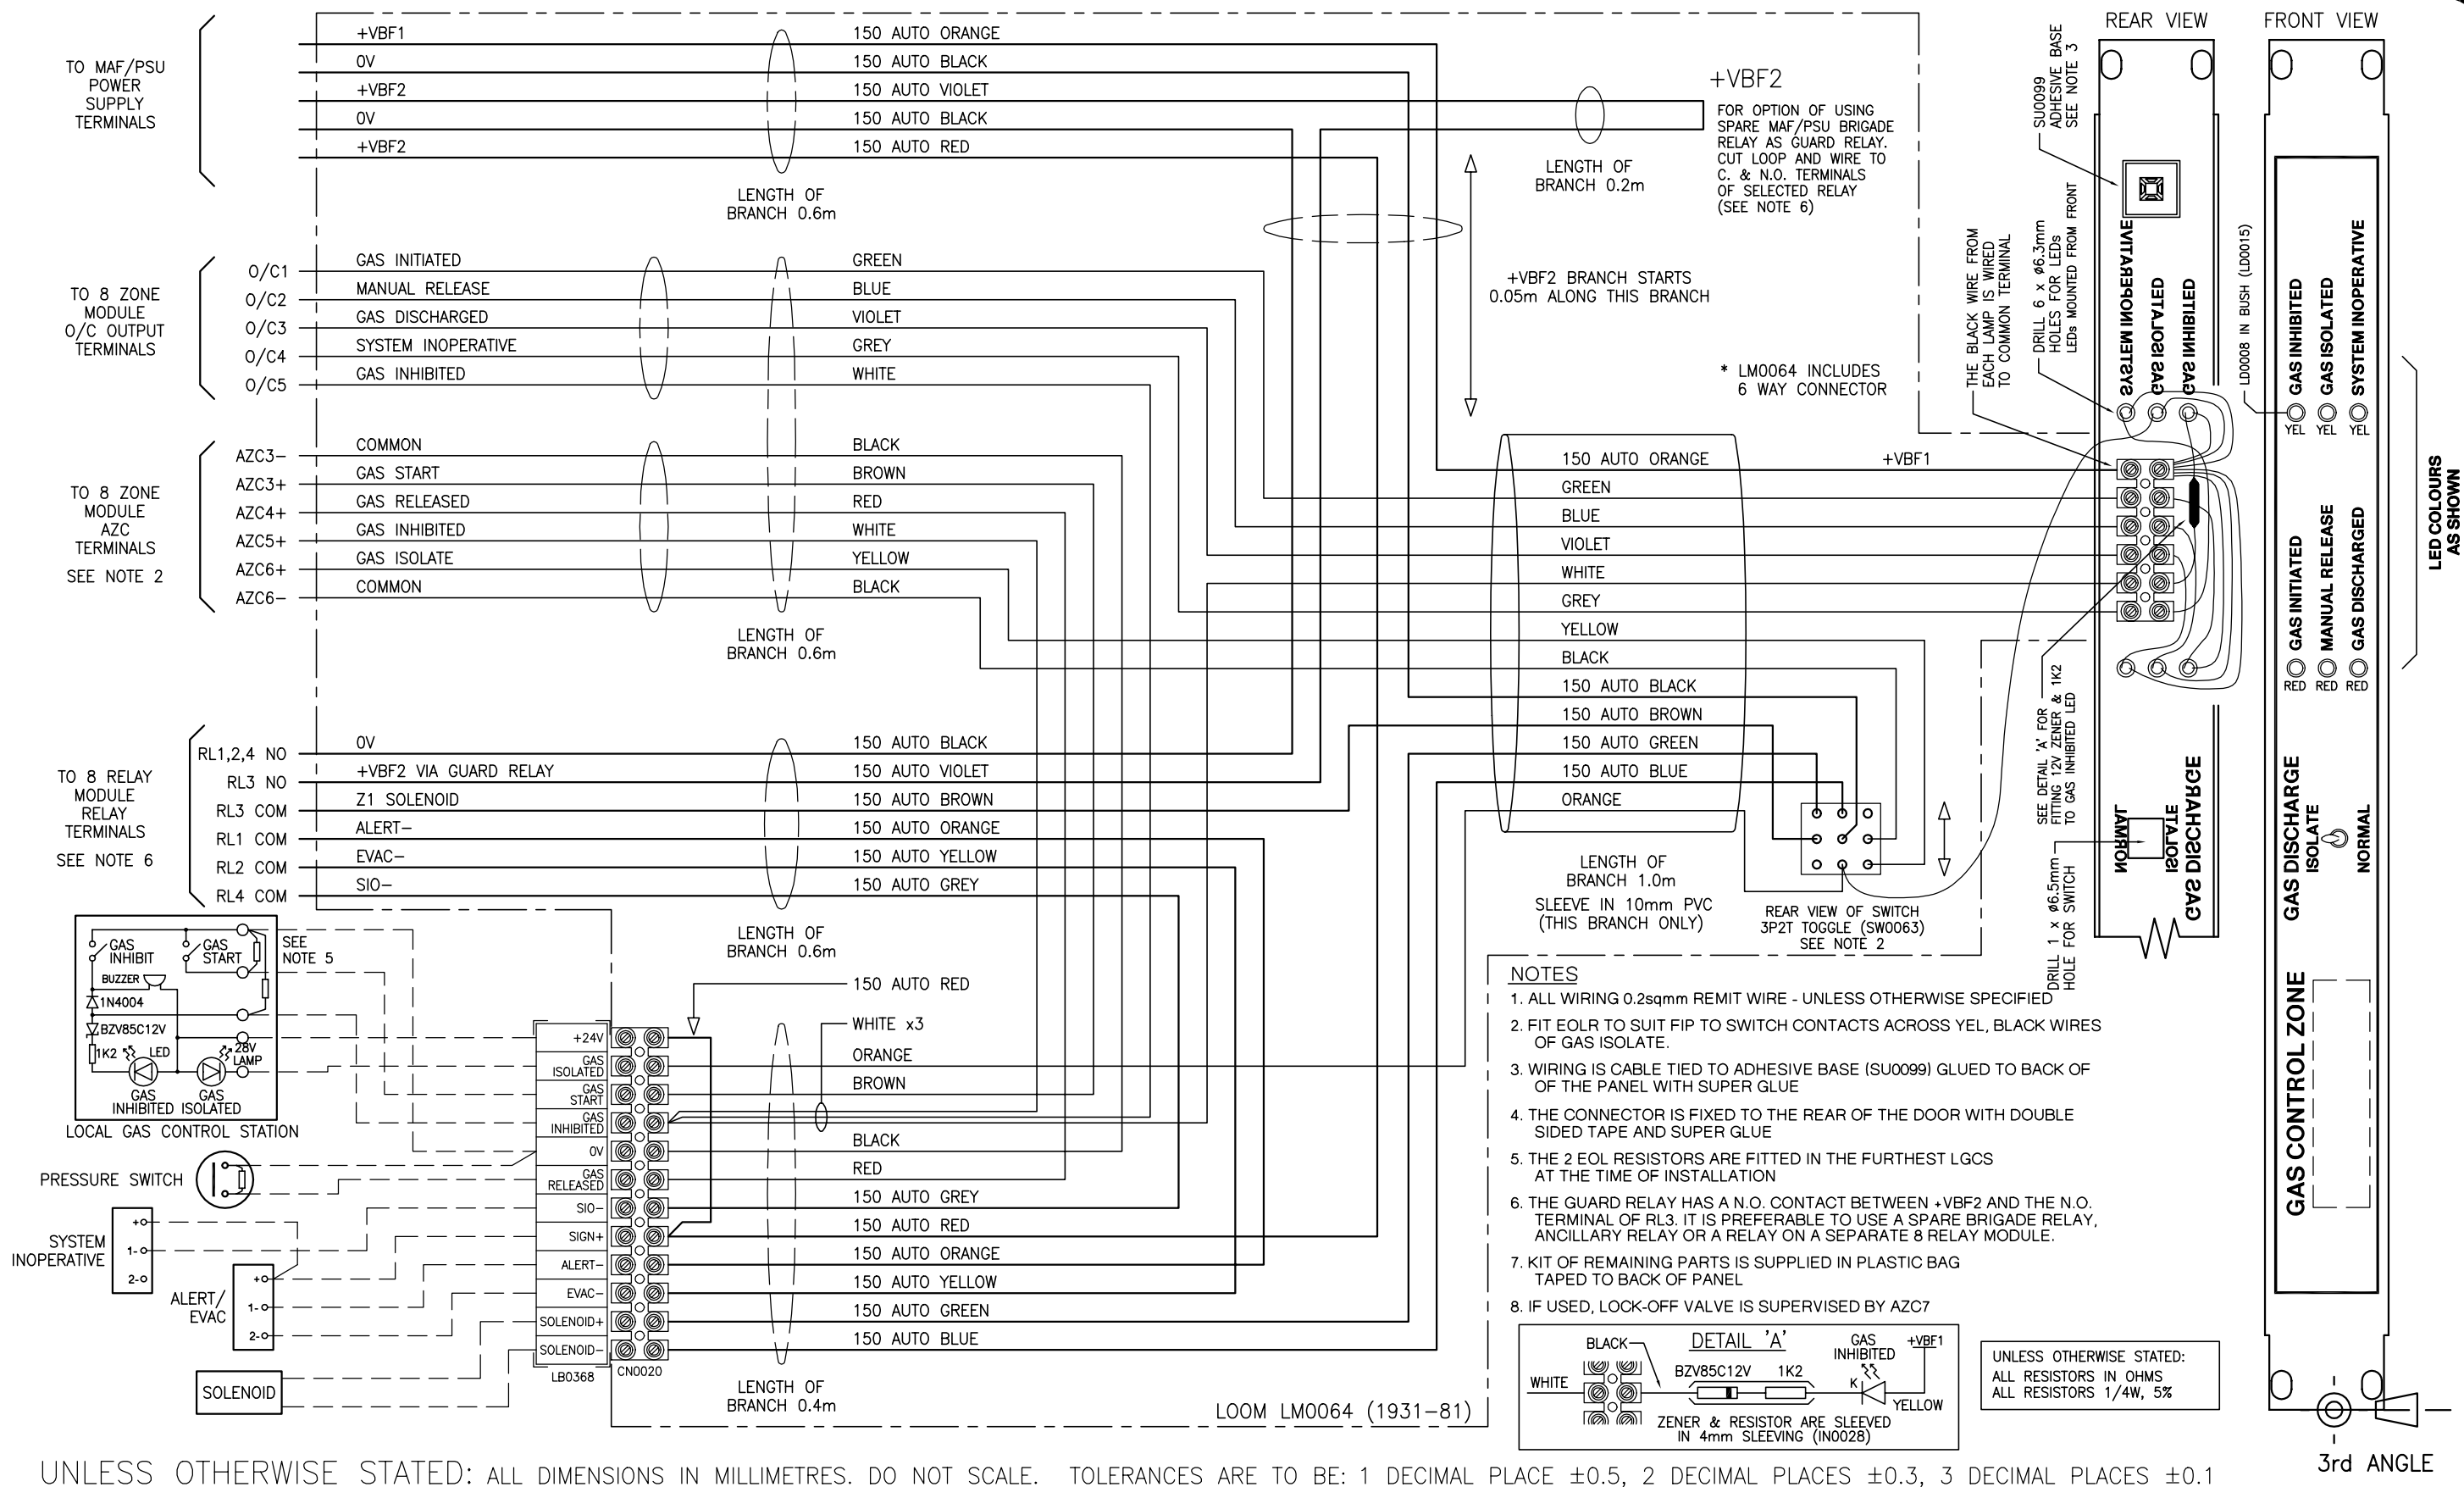 TO MAF/PSU
POWER
SUPPLY
TERMINALS
+VBF1
150 AUTO ORANGE
0V
150 AUTO BLACK
+VBF2
150 AUTO VIOLET
0V
150 AUTO BLACK
+VBF2
150 AUTO RED
LENGTH OF
BRANCH 0.6m
+VBF2
FOR OPTION OF USING
SPARE MAF/PSU BRIGADE
RELAY AS GUARD RELAY.
CUT LOOP AND WIRE TO
C. & N.O. TERMINALS
OF SELECTED RELAY
(SEE NOTE 6)
LENGTH OF
BRANCH 0.2m
+VBF2 BRANCH STARTS
0.05m ALONG THIS BRANCH
* LM0064 INCLUDES
6 WAY CONNECTOR
TO 8 ZONE
MODULE
O/C OUTPUT
TERMINALS
O/C1
GAS INITIATED
GREEN
O/C2
MANUAL RELEASE
BLUE
O/C3
GAS DISCHARGED
VIOLET
O/C4
SYSTEM INOPERATIVE
GREY
O/C5
GAS INHIBITED
WHITE
TO 8 ZONE
MODULE
AZC
TERMINALS
SEE NOTE 2
AZC3-
COMMON
BLACK
AZC3+
GAS START
BROWN
AZC4+
GAS RELEASED
RED
AZC5+
GAS INHIBITED
WHITE
AZC6+
GAS ISOLATE
YELLOW
AZC6-
COMMON
BLACK
LENGTH OF
BRANCH 0.6m
TO 8 RELAY
MODULE
RELAY
TERMINALS
SEE NOTE 6
RL1,2,4 NO
0V
150 AUTO BLACK
RL3 NO
+VBF2 VIA GUARD RELAY
150 AUTO VIOLET
RL3 COM
Z1 SOLENOID
150 AUTO BROWN
RL1 COM
ALERT-
150 AUTO ORANGE
RL2 COM
EVAC-
150 AUTO YELLOW
RL4 COM
SIO-
150 AUTO GREY
LENGTH OF
BRANCH 0.6m
150 AUTO ORANGE
+VBF1
GREEN
BLUE
VIOLET
WHITE
GREY
YELLOW
BLACK
150 AUTO BLACK
150 AUTO BROWN
150 AUTO GREEN
150 AUTO BLUE
ORANGE
LENGTH OF
BRANCH 1.0m
SLEEVE IN 10mm PVC
(THIS BRANCH ONLY)
REAR VIEW OF SWITCH
3P2T TOGGLE (SW0063)
SEE NOTE 2
GAS
INHIBIT
GAS
START
SEE
NOTE 5
BUZZER
1N4004
BZV85C12V
1K2
LED
28V
LAMP
GAS
INHIBITED
GAS
ISOLATED
LOCAL GAS CONTROL STATION
PRESSURE SWITCH
SYSTEM
INOPERATIVE
+
1-
2-
ALERT/
EVAC
+
1-
2-
SOLENOID
+24V
GAS
ISOLATED
GAS
START
GAS
INHIBITED
0V
GAS
RELEASED
SIO-
SIGN+
ALERT-
EVAC-
SOLENOID+
SOLENOID-
LB0368
CN0020
150 AUTO RED
WHITE x3
ORANGE
BROWN
BLACK
RED
150 AUTO GREY
150 AUTO RED
150 AUTO ORANGE
150 AUTO YELLOW
150 AUTO GREEN
150 AUTO BLUE
LENGTH OF
BRANCH 0.4m
LOOM LM0064 (1931-81)
NOTES
1. ALL WIRING 0.2sqmm REMIT WIRE - UNLESS OTHERWISE SPECIFIED
2. FIT EOLR TO SUIT FIP TO SWITCH CONTACTS ACROSS YEL, BLACK WIRES
OF GAS ISOLATE.
3. WIRING IS CABLE TIED TO ADHESIVE BASE (SU0099) GLUED TO BACK OF
OF THE PANEL WITH SUPER GLUE
4. THE CONNECTOR IS FIXED TO THE REAR OF THE DOOR WITH DOUBLE
SIDED TAPE AND SUPER GLUE
5. THE 2 EOL RESISTORS ARE FITTED IN THE FURTHEST LGCS
AT THE TIME OF INSTALLATION
6. THE GUARD RELAY HAS A N.O. CONTACT BETWEEN +VBF2 AND THE N.O.
TERMINAL OF RL3. IT IS PREFERABLE TO USE A SPARE BRIGADE RELAY,
ANCILLARY RELAY OR A RELAY ON A SEPARATE 8 RELAY MODULE.
7. KIT OF REMAINING PARTS IS SUPPLIED IN PLASTIC BAG
TAPED TO BACK OF PANEL
8. IF USED, LOCK-OFF VALVE IS SUPERVISED BY AZC7
DETAIL 'A'
BLACK
WHITE
BZV85C12V
1K2
GAS
INHIBITED
+VBF1
K
YELLOW
ZENER & RESISTOR ARE SLEEVED
IN 4mm SLEEVING (IN0028)
UNLESS OTHERWISE STATED:
ALL RESISTORS IN OHMS
ALL RESISTORS 1/4W, 5%
REAR VIEW
FRONT VIEW
SU0099
ADHESIVE BASE
SEE NOTE 3
THE BLACK WIRE FROM
EACH LAMP IS WIRED
TO COMMON TERMINAL
DRILL 6 x ø6.3mm
HOLES FOR LEDs
LEDs MOUNTED FROM FRONT
LD0008 IN BUSH (LD0015)
SYSTEM INOPERATIVE
GAS ISOLATED
GAS INHIBITED
SEE DETAIL 'A' FOR
FITTING 12V ZENER & 1K2
TO GAS INHIBITED LED
DRILL 1 x ø6.5mm
HOLE FOR SWITCH
NORMAL
ISOLATE
GAS DISCHARGE
GAS INHIBITED
GAS ISOLATED
SYSTEM INOPERATIVE
YEL
YEL
YEL
GAS INITIATED
MANUAL RELEASE
GAS DISCHARGED
RED
RED
RED
LED COLOURS
AS SHOWN
GAS DISCHARGE
ISOLATE
NORMAL
GAS CONTROL ZONE
3rd ANGLE
UNLESS OTHERWISE STATED: ALL DIMENSIONS IN MILLIMETRES. DO NOT SCALE. TOLERANCES ARE TO BE: 1 DECIMAL PLACE ±0.5, 2 DECIMAL PLACES ±0.3, 3 DECIMAL PLACES ±0.1